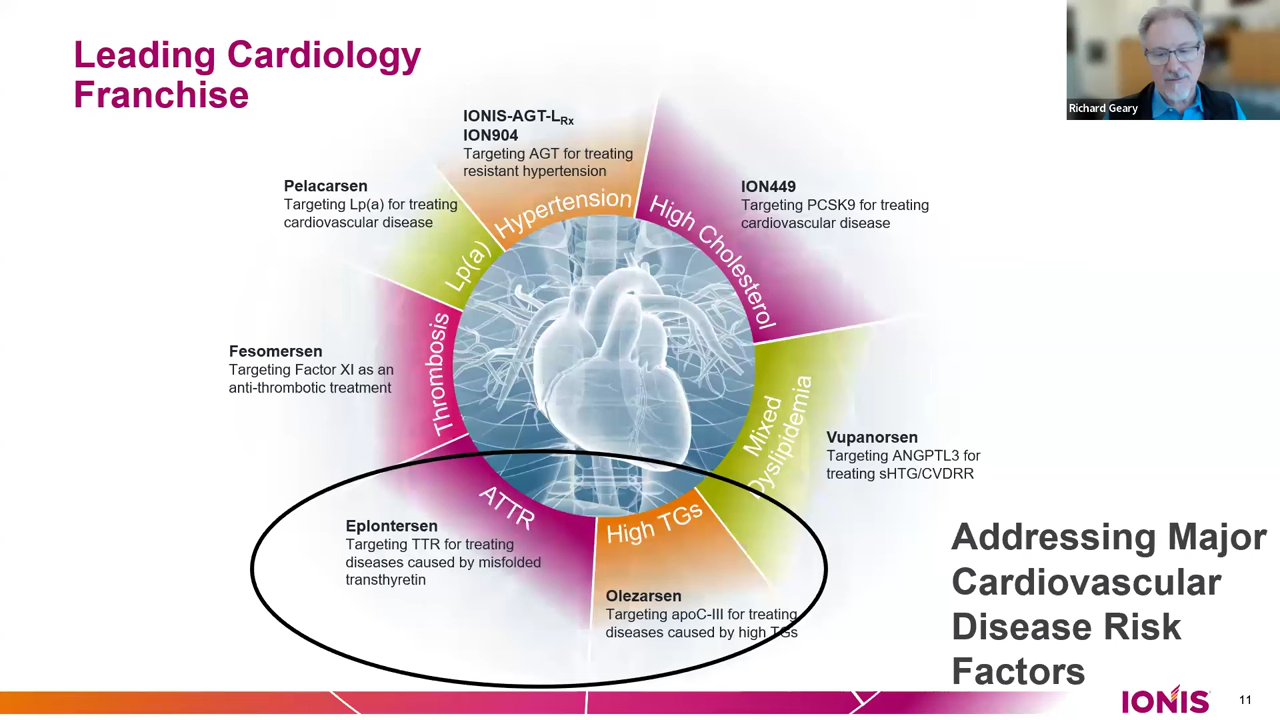 Leading Cardiology
Franchise
Richard Geary
IONIS-AGT-LRx
ION904
Targeting AGT for treating
resistant hypertension
Pelacarsen
Targeting Lp(a) for treating
cardiovascular disease
ION449
Targeting PCSK9 for treating
cardiovascular disease
Hypertension
High Cholesterol
Lp(a)
Thrombosis
Fesomersen
Targeting Factor XI as an
anti-thrombotic treatment
Mixed
Dyslipidemia
Vupanorsen
Targeting ANGPTL3 for
treating sHTG/CVDRR
ATTR
High TGs
Eplontersen
Targeting TTR for treating
diseases caused by misfolded
transthyretin
Olezarsen
Targeting apoC-III for treating
diseases caused by high TGs
Addressing Major
Cardiovascular
Disease Risk
Factors
IONIS
11